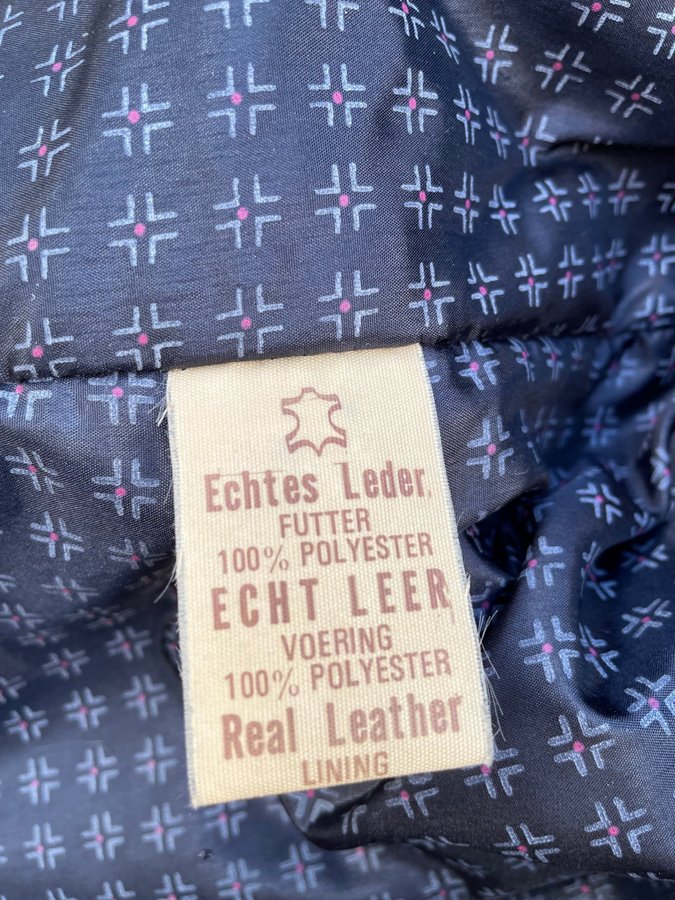 Echtes Leder
FUTTER
100% POLYESTER
ECHT LEER
VOERING
100% POLYESTER
Real Leather
LINING